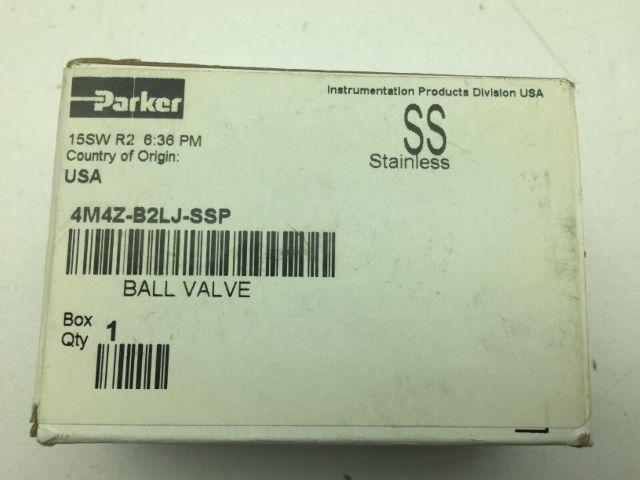 Parker
Instrumentation Products Division USA
15SW R2 6:36 PM
SS
Country of Origin:
Stainless
USA
4M4Z-B2LJ-SSP
BALL VALVE
Box
Qty 1